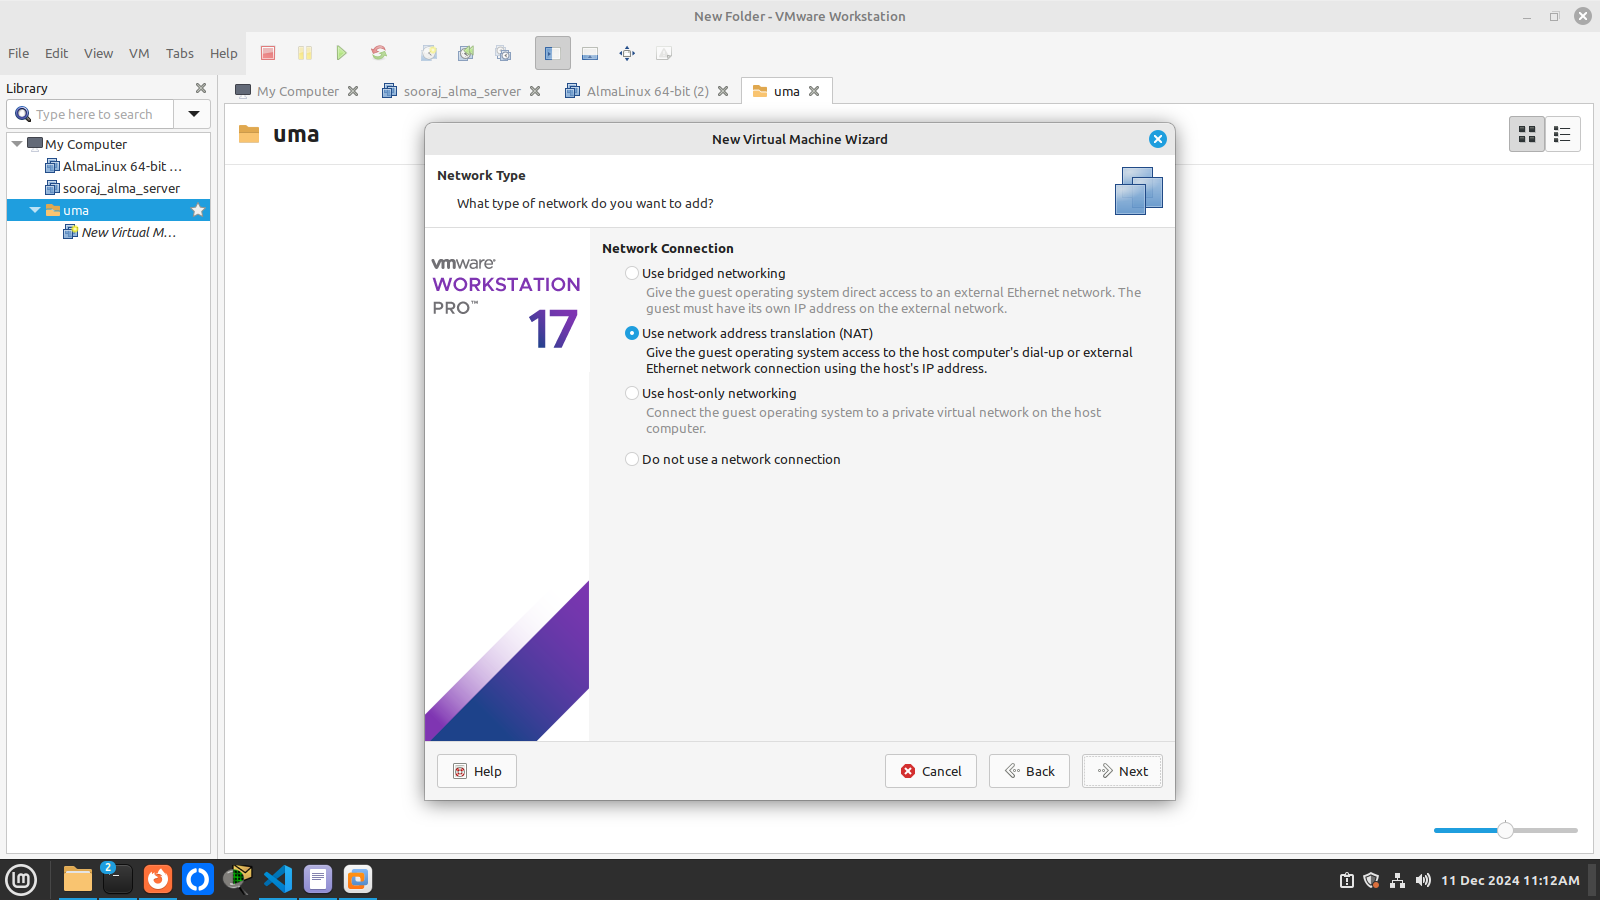 New Folder - VMware Workstation
File Edit View VM Tabs Help
Library
Type here to search
My Computer
AlmaLinux 64-bit ...
sooraj_alma_server
uma
New Virtual M...
My Computer
sooraj_alma_server
AlmaLinux 64-bit (2)
uma
uma
New Virtual Machine Wizard
Network Type
What type of network do you want to add?
vmware®
WORKSTATION
PRO™
17
Network Connection
Use bridged networking
Give the guest operating system direct access to an external Ethernet network. The
guest must have its own IP address on the external network.
Use network address translation (NAT)
Give the guest operating system access to the host computer's dial-up or external
Ethernet network connection using the host's IP address.
Use host-only networking
Connect the guest operating system to a private virtual network on the host
computer.
Do not use a network connection
Help
Cancel
Back
Next
2
11 Dec 2024 11:12AM